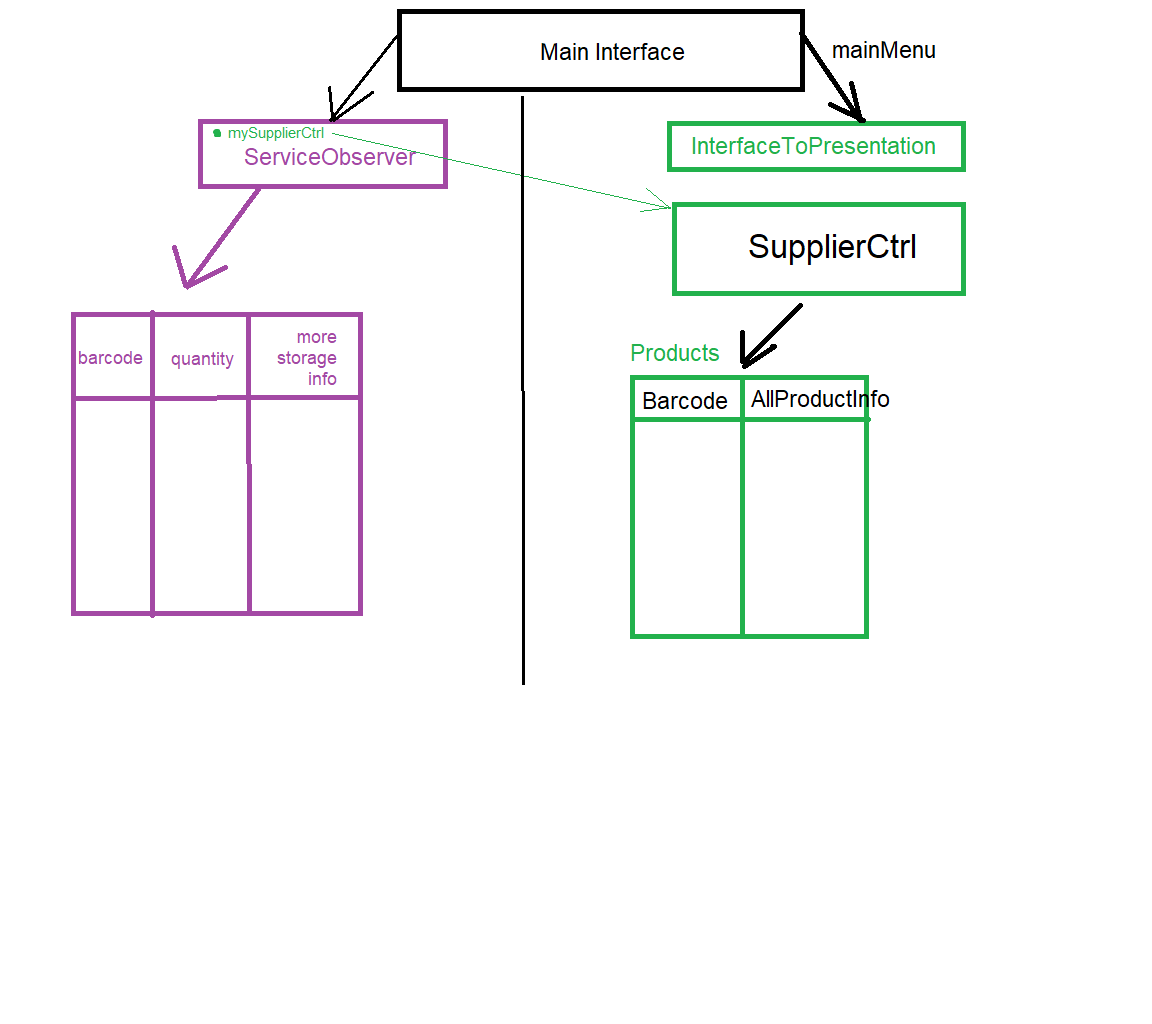 Main Interface
mainMenu
mySupplierCtrl
ServiceObserver
InterfaceToPresentation
SupplierCtrl
barcode
quantity
more
storage
info
Products
Barcode
AllProductInfo